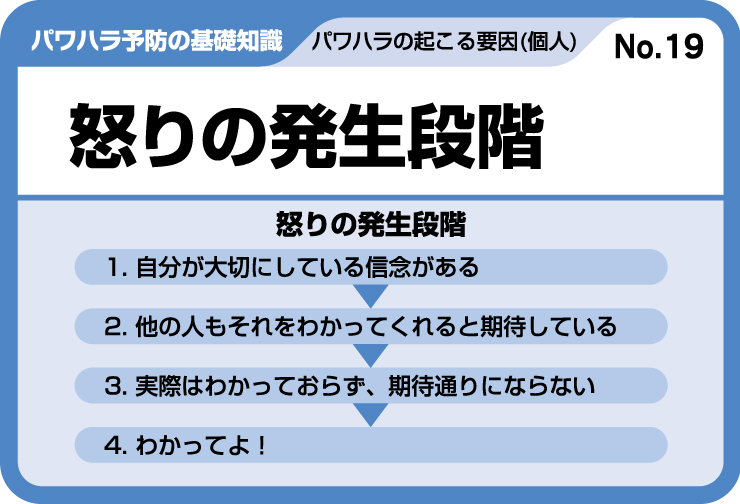 パワハラ予防の基礎知識 パワハラの起こる要因(個人) No.19
怒りの発生段階
怒りの発生段階
1. 自分が大切にしている信念がある
2. 他の人もそれをわかってくれると期待している
3. 実際はわかっておらず、期待通りにならない
4. わかってよ！